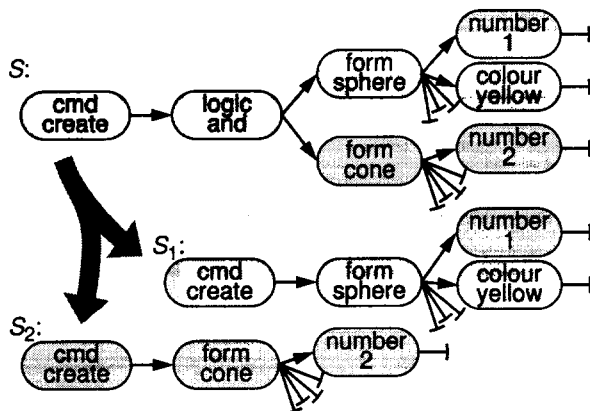 S:
cmd
create
logic
and
form
sphere
number
1
colour
yellow
form
cone
number
2
S1:
cmd
create
form
sphere
number
1
colour
yellow
S2:
cmd
create
form
cone
number
2